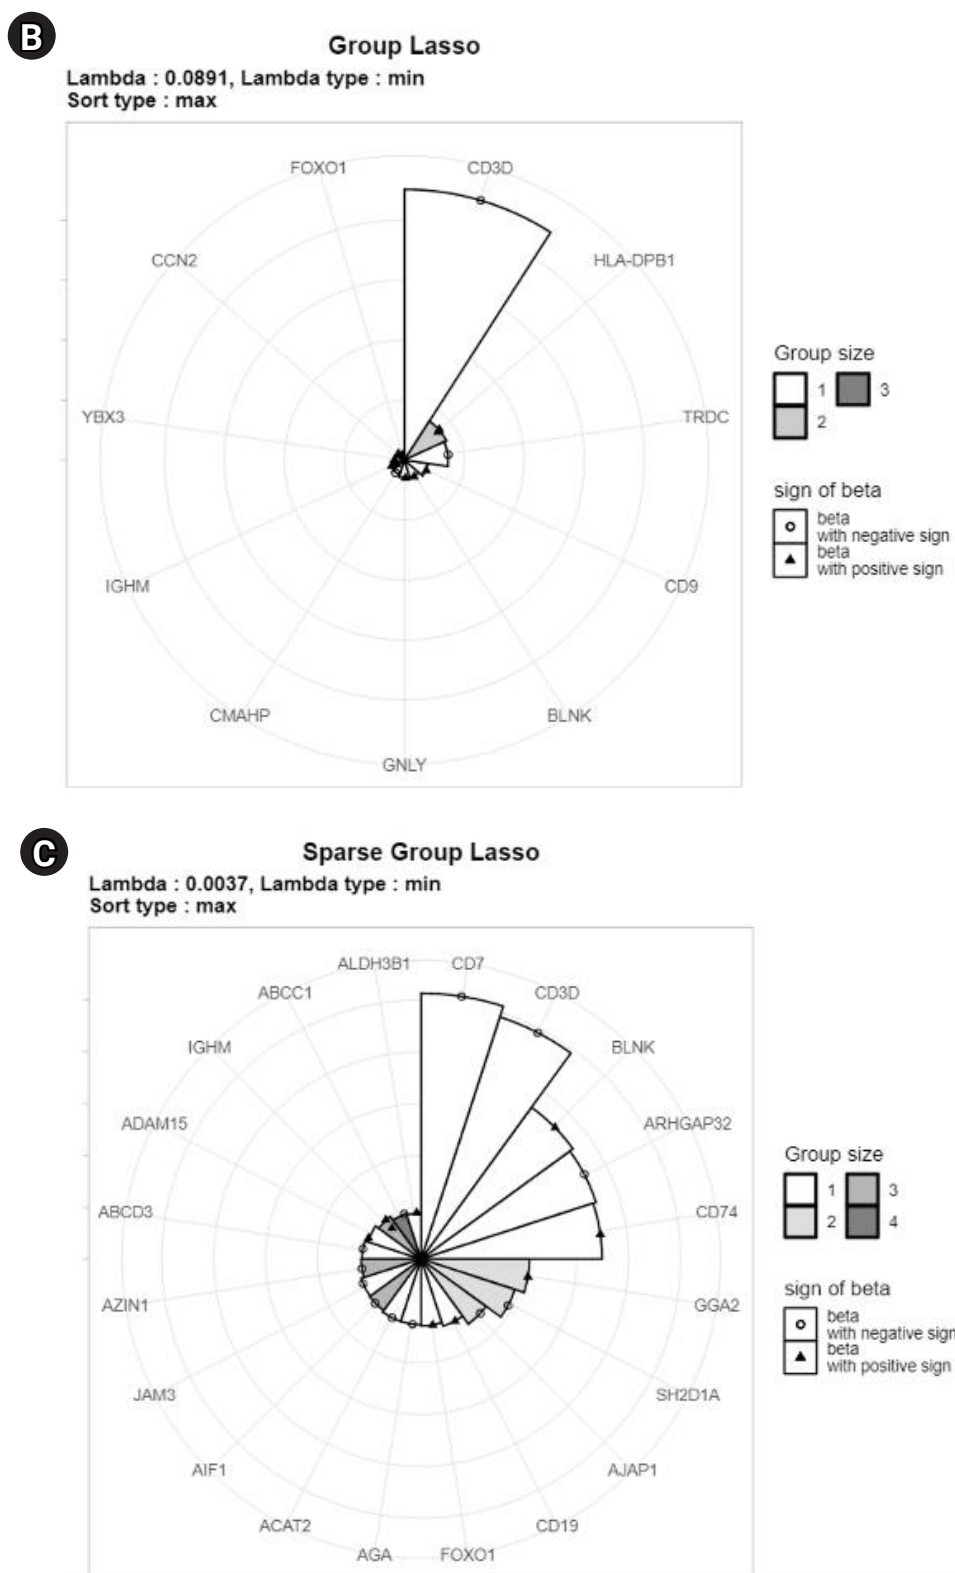 B
Group Lasso
Lambda : 0.0891, Lambda type : min
Sort type : max
FOXO1
CD3D
CCN2
HLA-DPB1
YBX3
TRDC
IGHM
CD9
CMAHP
BLNK
GNLY
Group size
1
3
2
sign of beta
beta
with negative sign
beta
with positive sign
C
Sparse Group Lasso
Lambda : 0.0037, Lambda type : min
Sort type : max
ALDH3B1
CD7
ABCC1
CD3D
IGHM
BLNK
ADAM15
ARHGAP32
ABCD3
CD74
AZIN1
GGA2
JAM3
SH2D1A
AIF1
AJAP1
ACAT2
CD19
AGA
FOXO1
Group size
1
3
2
4
sign of beta
beta
with negative sign
beta
with positive sign